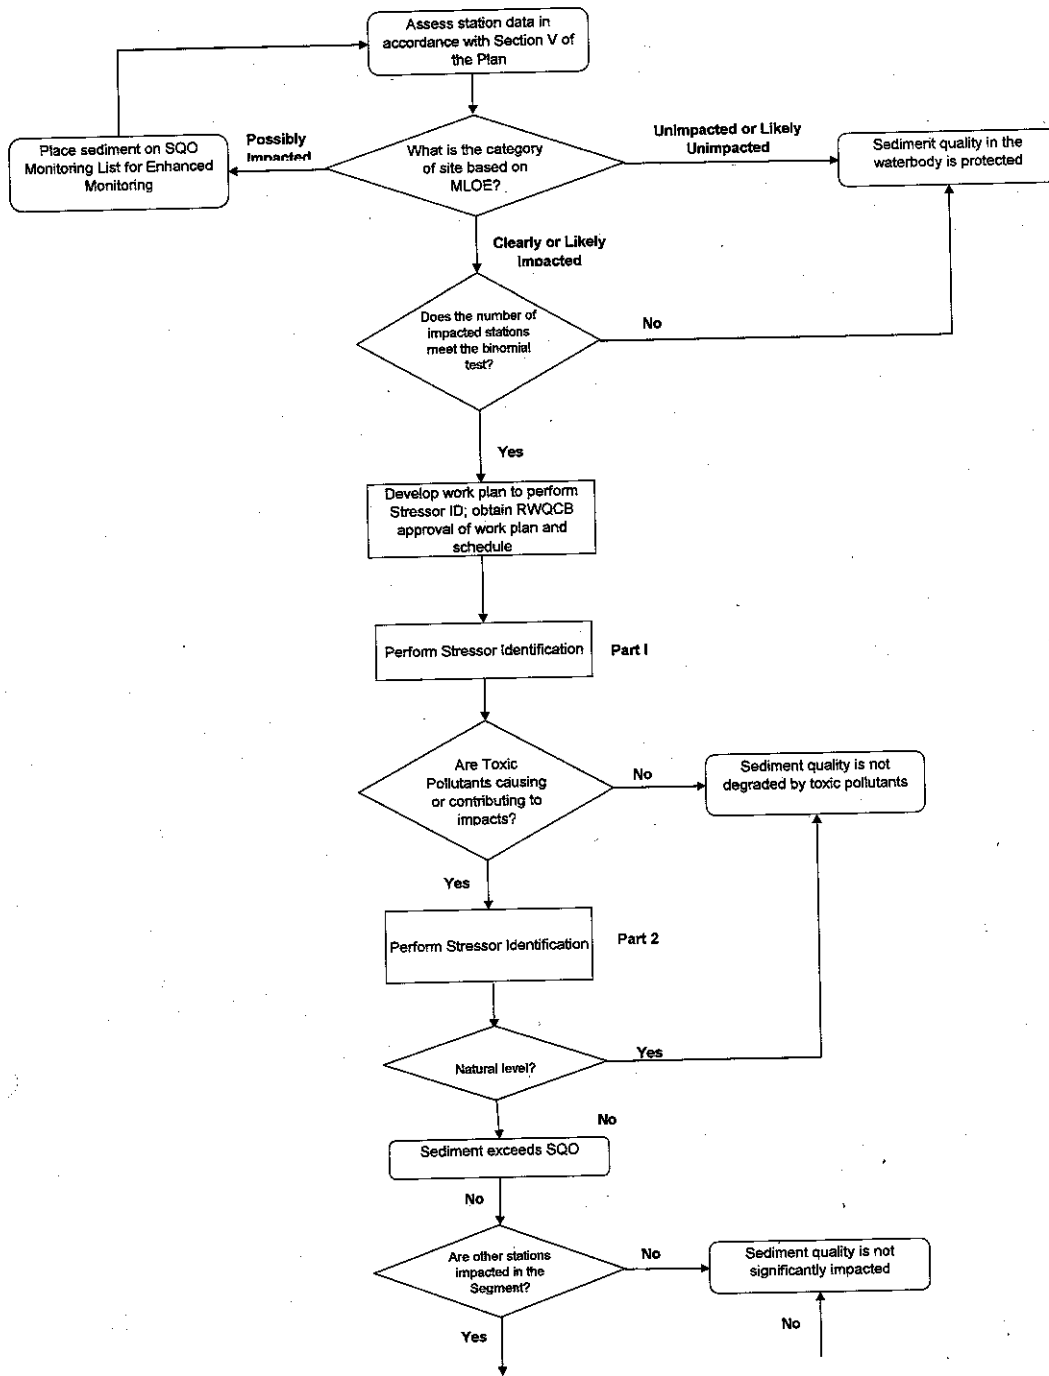 Assess station data in
accordance with Section V of
the Plan
Place sediment on SQO
Monitoring List for Enhanced
Monitoring
Possibly
Impacted
What is the category
of site based on
MLOE?
Unimpacted or Likely
Unimpacted
Sediment quality in the
waterbody is protected
Clearly or Likely
Impacted
Does the number of
impacted stations
meet the binomial
test?
No
Yes
Develop work plan to perform
Stressor ID; obtain RWQCB
approval of work plan and
schedule
Perform Stressor Identification
Part I
Are Toxic
Pollutants causing
or contributing to
impacts?
No
Sediment quality is not
degraded by toxic pollutants
Yes
Perform Stressor Identification
Part 2
Natural level?
Yes
No
Sediment exceeds SQO
No
Are other stations
impacted in the
Segment?
No
Sediment quality is not
significantly impacted
Yes
No